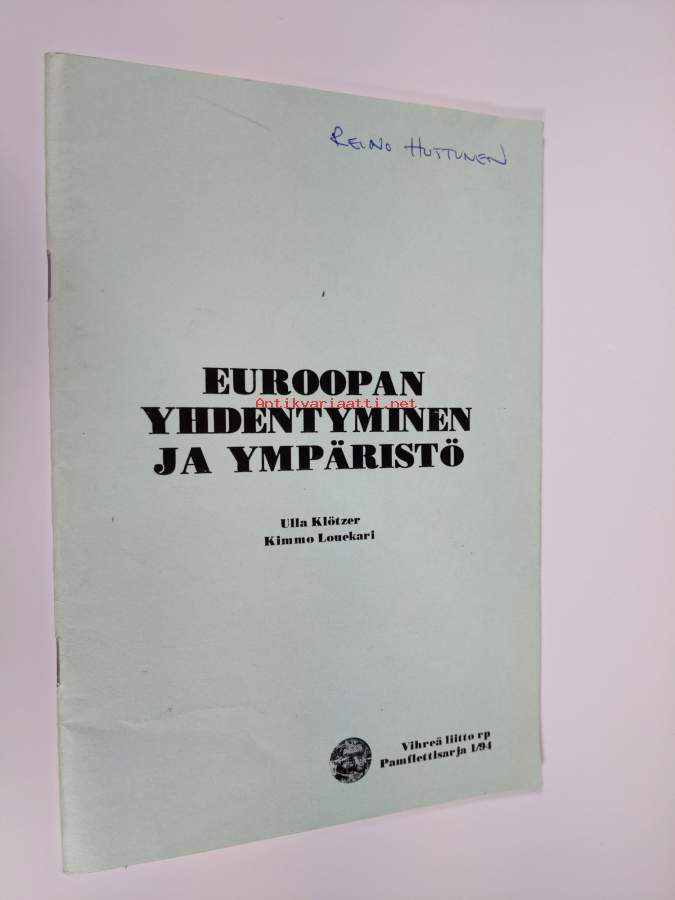 REINO HUTTUNEN
EUROOPAN
Antikvariaatti.net
YHDENTYMINEN
JA YMPÄRISTÖ
Ulla Klötzer
Kimmo Louekari
Vihreä liitto rp
Pamflettisarja 1/94